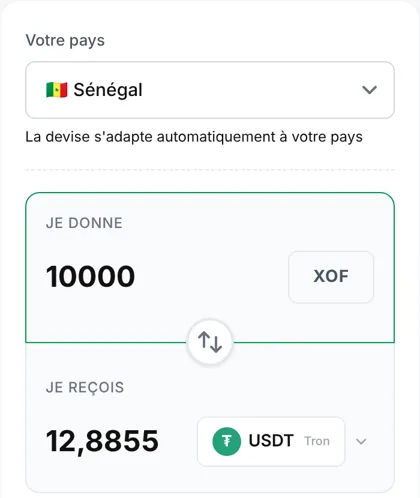 Votre pays
Sénégal
La devise s'adapte automatiquement à votre pays
JE DONNE
10000 XOF
JE REÇOIS
12,8855 USDT Tron